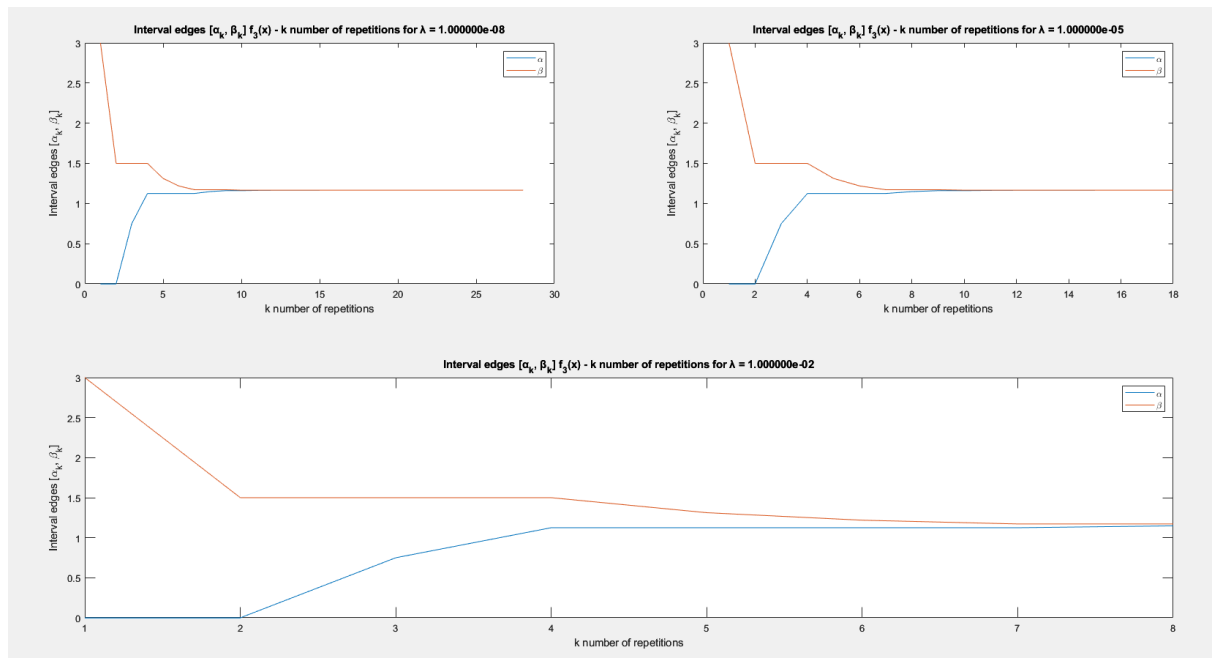 Interval edges [αk, βk] f3(x) - k number of repetitions for λ = 1.000000e-08
Interval edges [αk, βk]
3
2.5
2
1.5
1
0.5
0
0 5 10 15 20 25 30
k number of repetitions
α
β
Interval edges [αk, βk] f3(x) - k number of repetitions for λ = 1.000000e-05
Interval edges [αk, βk]
3
2.5
2
1.5
1
0.5
0
0 2 4 6 8 10 12 14 16 18
k number of repetitions
α
β
Interval edges [αk, βk] f3(x) - k number of repetitions for λ = 1.000000e-02
Interval edges [αk, βk]
3
2.5
2
1.5
1
0.5
0
1 2 3 4 5 6 7 8
k number of repetitions
α
β